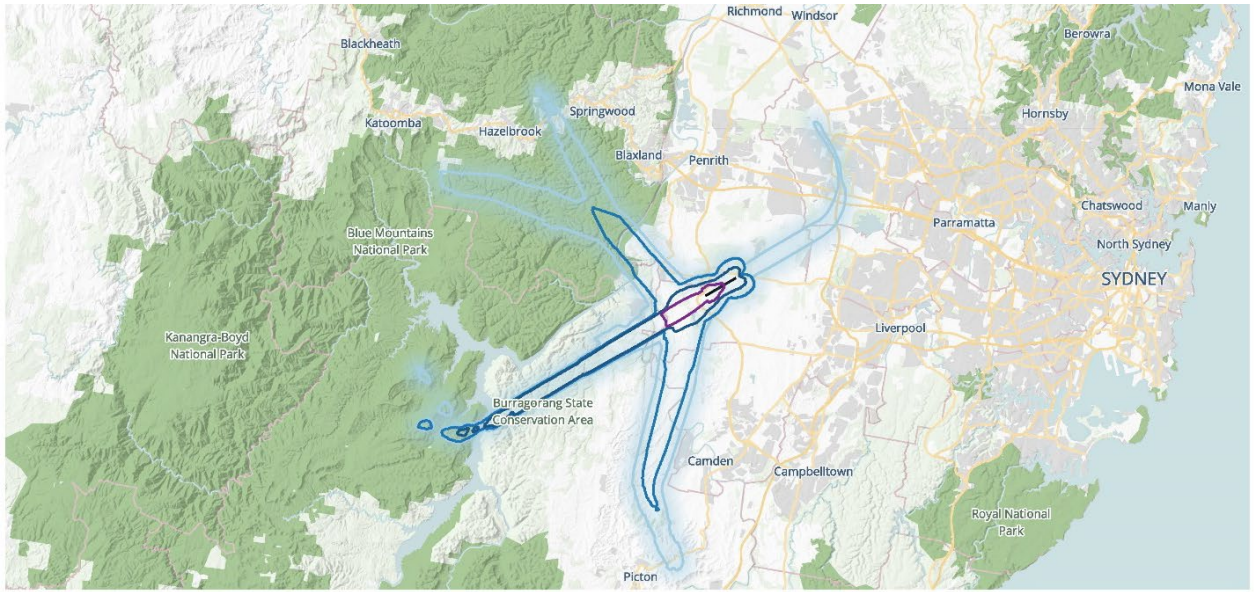 Richmond
Windsor
Berowra
Blackheath
Mona Vale
Springwood
Hornsby
Katoomba
Hazelbrook
Blaxland
Penrith
Chatswood
Manly
Parramatta
Blue Mountains
National Park
North Sydney
SYDNEY
Liverpool
Kanangra-Boyd
National Park
Burragorang State
Conservation Area
Camden
Campbelltown
Royal National
Park
Picton